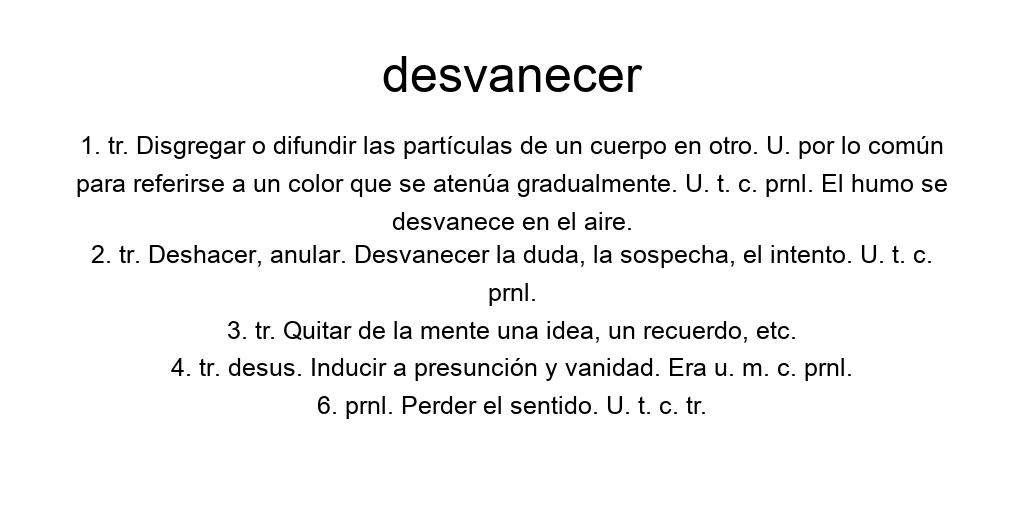 desvanecer
1. tr. Disgregar o difundir las partículas de un cuerpo en otro. U. por lo común
para referirse a un color que se atenúa gradualmente. U. t. c. prnl. El humo se
desvanece en el aire.
2. tr. Deshacer, anular. Desvanecer la duda, la sospecha, el intento. U. t. c.
prnl.
3. tr. Quitar de la mente una idea, un recuerdo, etc.
4. tr. desus. Inducir a presunción y vanidad. Era u. m. c. prnl.
6. prnl. Perder el sentido. U. t. c. tr.